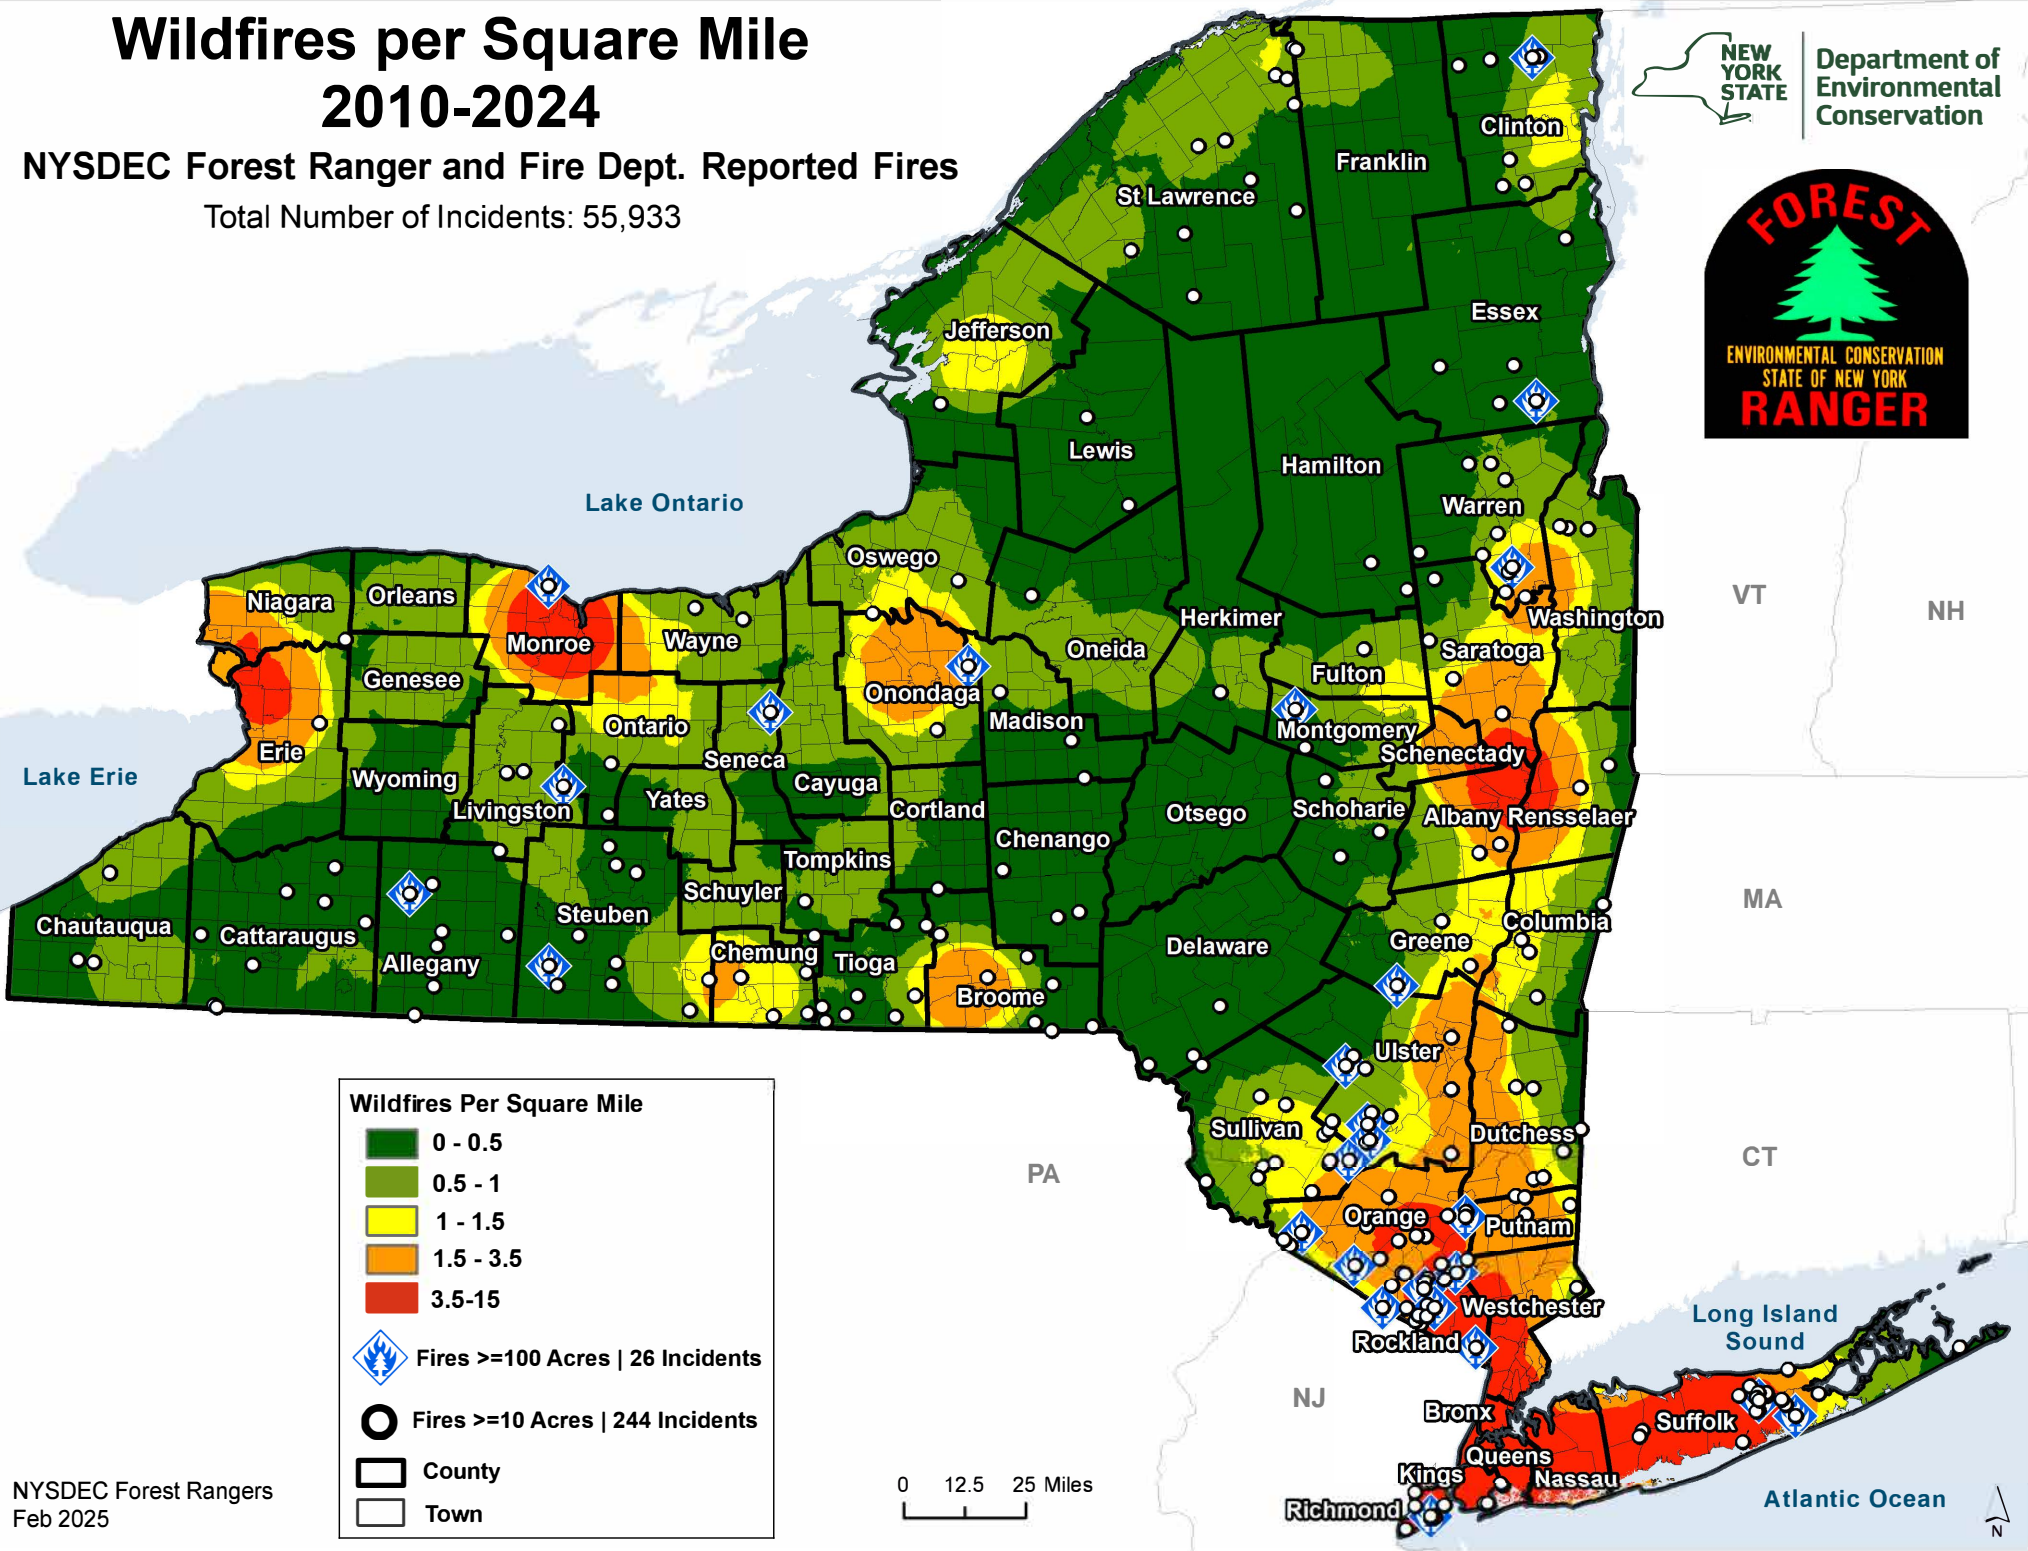 Wildfires per Square Mile
2010-2024
NYSDEC Forest Ranger and Fire Dept. Reported Fires
Total Number of Incidents: 55,933
NEW
YORK
STATE
Department of
Environmental
Conservation
FOREST
ENVIRONMENTAL CONSERVATION
STATE OF NEW YORK
RANGER
Clinton
Franklin
St Lawrence
Essex
Jefferson
Lewis
Hamilton
Lake Ontario
Warren
Oswego
VT
NH
Niagara
Orleans
Herkimer
Washington
Monroe
Wayne
Oneida
Saratoga
Genesee
Fulton
Onondaga
Madison
Ontario
Montgomery
Erie
Seneca
Schenectady
Lake Erie
Wyoming
Cayuga
Livingston
Yates
Cortland
Otsego
Schoharie
Albany
Rensselaer
Chenango
Tompkins
Schuyler
MA
Chautauqua
Cattaraugus
Steuben
Columbia
Greene
Delaware
Allegany
Chemung
Tioga
Broome
Ulster
Sullivan
Dutchess
PA
CT
Orange
Putnam
Westchester
Rockland
Long Island
Sound
NJ
Bronx
Suffolk
Queens
Kings
Nassau
Richmond
Atlantic Ocean
Wildfires Per Square Mile
0 - 0.5
0.5 - 1
1 - 1.5
1.5 - 3.5
3.5-15
Fires >=100 Acres | 26 Incidents
Fires >=10 Acres | 244 Incidents
County
Town
0 12.5 25 Miles
NYSDEC Forest Rangers
Feb 2025
N